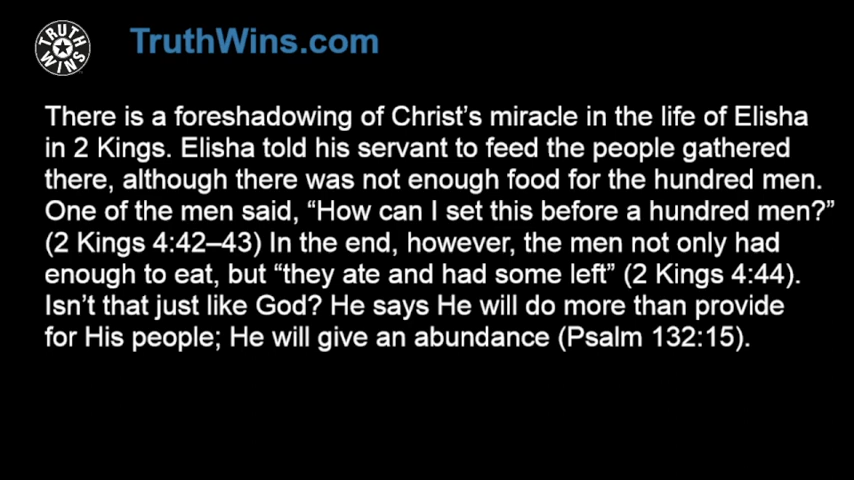 TRUTH WINS
TruthWins.com
There is a foreshadowing of Christ’s miracle in the life of Elisha
in 2 Kings. Elisha told his servant to feed the people gathered
there, although there was not enough food for the hundred men.
One of the men said, “How can I set this before a hundred men?”
(2 Kings 4:42–43) In the end, however, the men not only had
enough to eat, but “they ate and had some left” (2 Kings 4:44).
Isn’t that just like God? He says He will do more than provide
for His people; He will give an abundance (Psalm 132:15).